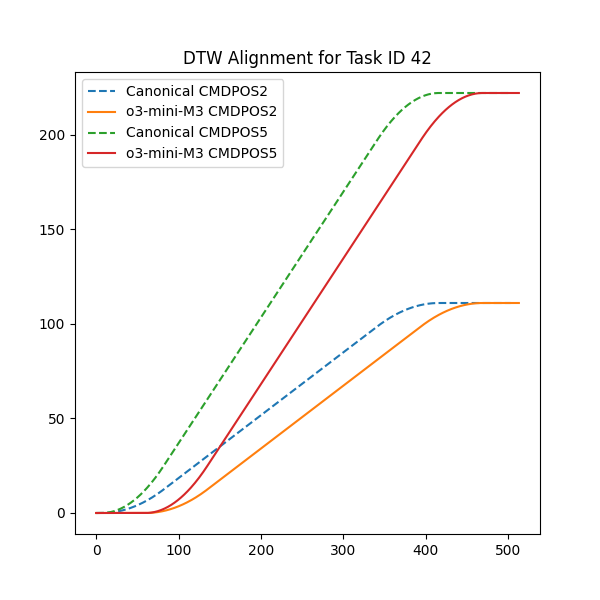 DTW Alignment for Task ID 42
Canonical CMDPOS2
o3-mini-M3 CMDPOS2
Canonical CMDPOS5
o3-mini-M3 CMDPOS5
200
150
100
50
0
0 100 200 300 400 500